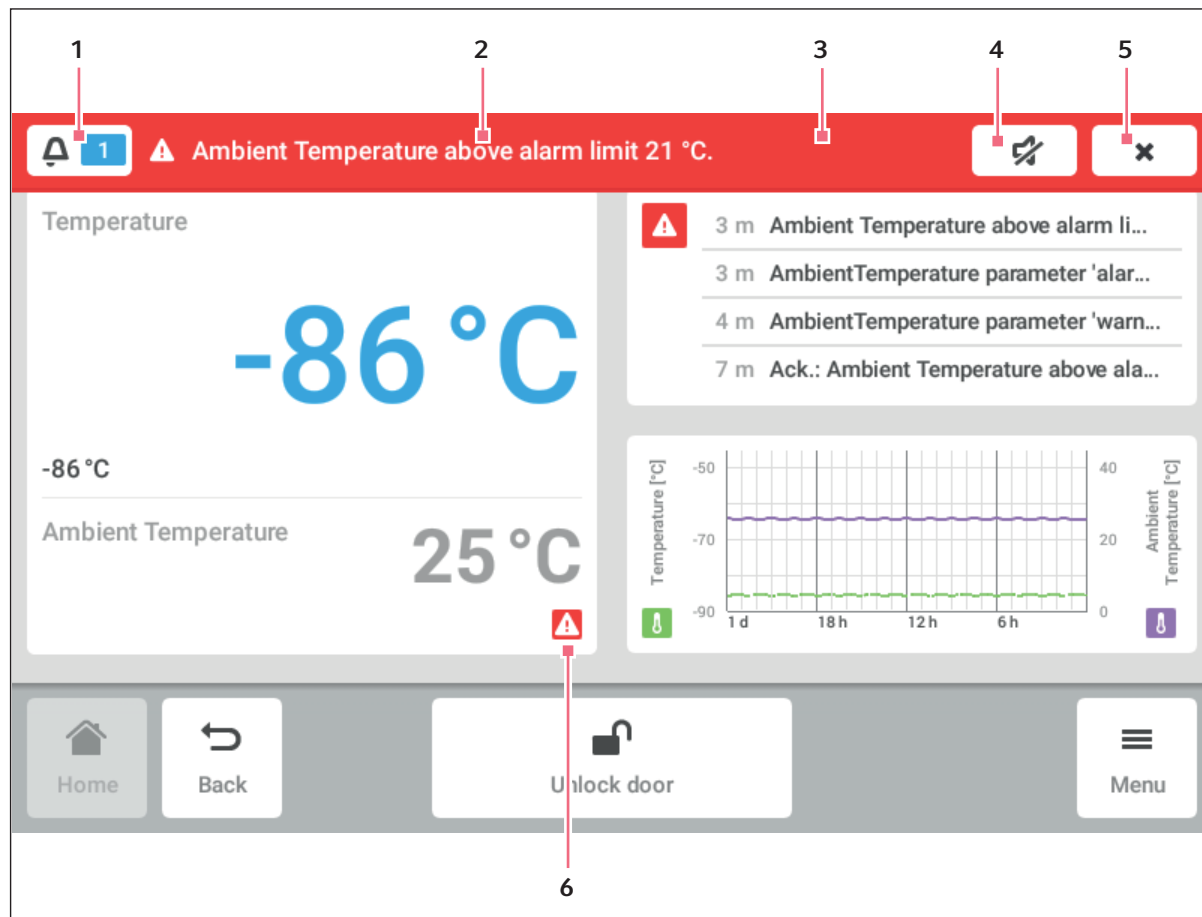 1 2 3 4 5
1 Ambient Temperature above alarm limit 21 °C.
Temperature
-86 °C
-86 °C
Ambient Temperature
25 °C
3 m Ambient Temperature above alarm li...
3 m AmbientTemperature parameter 'alar...
4 m AmbientTemperature parameter 'warn...
7 m Ack.: Ambient Temperature above ala...
Temperature [°C]
-50
-70
-90
1 d 18 h 12 h 6 h
40
20
0
Ambient
Temperature [°C]
Home
Back
Unlock door
Menu
6